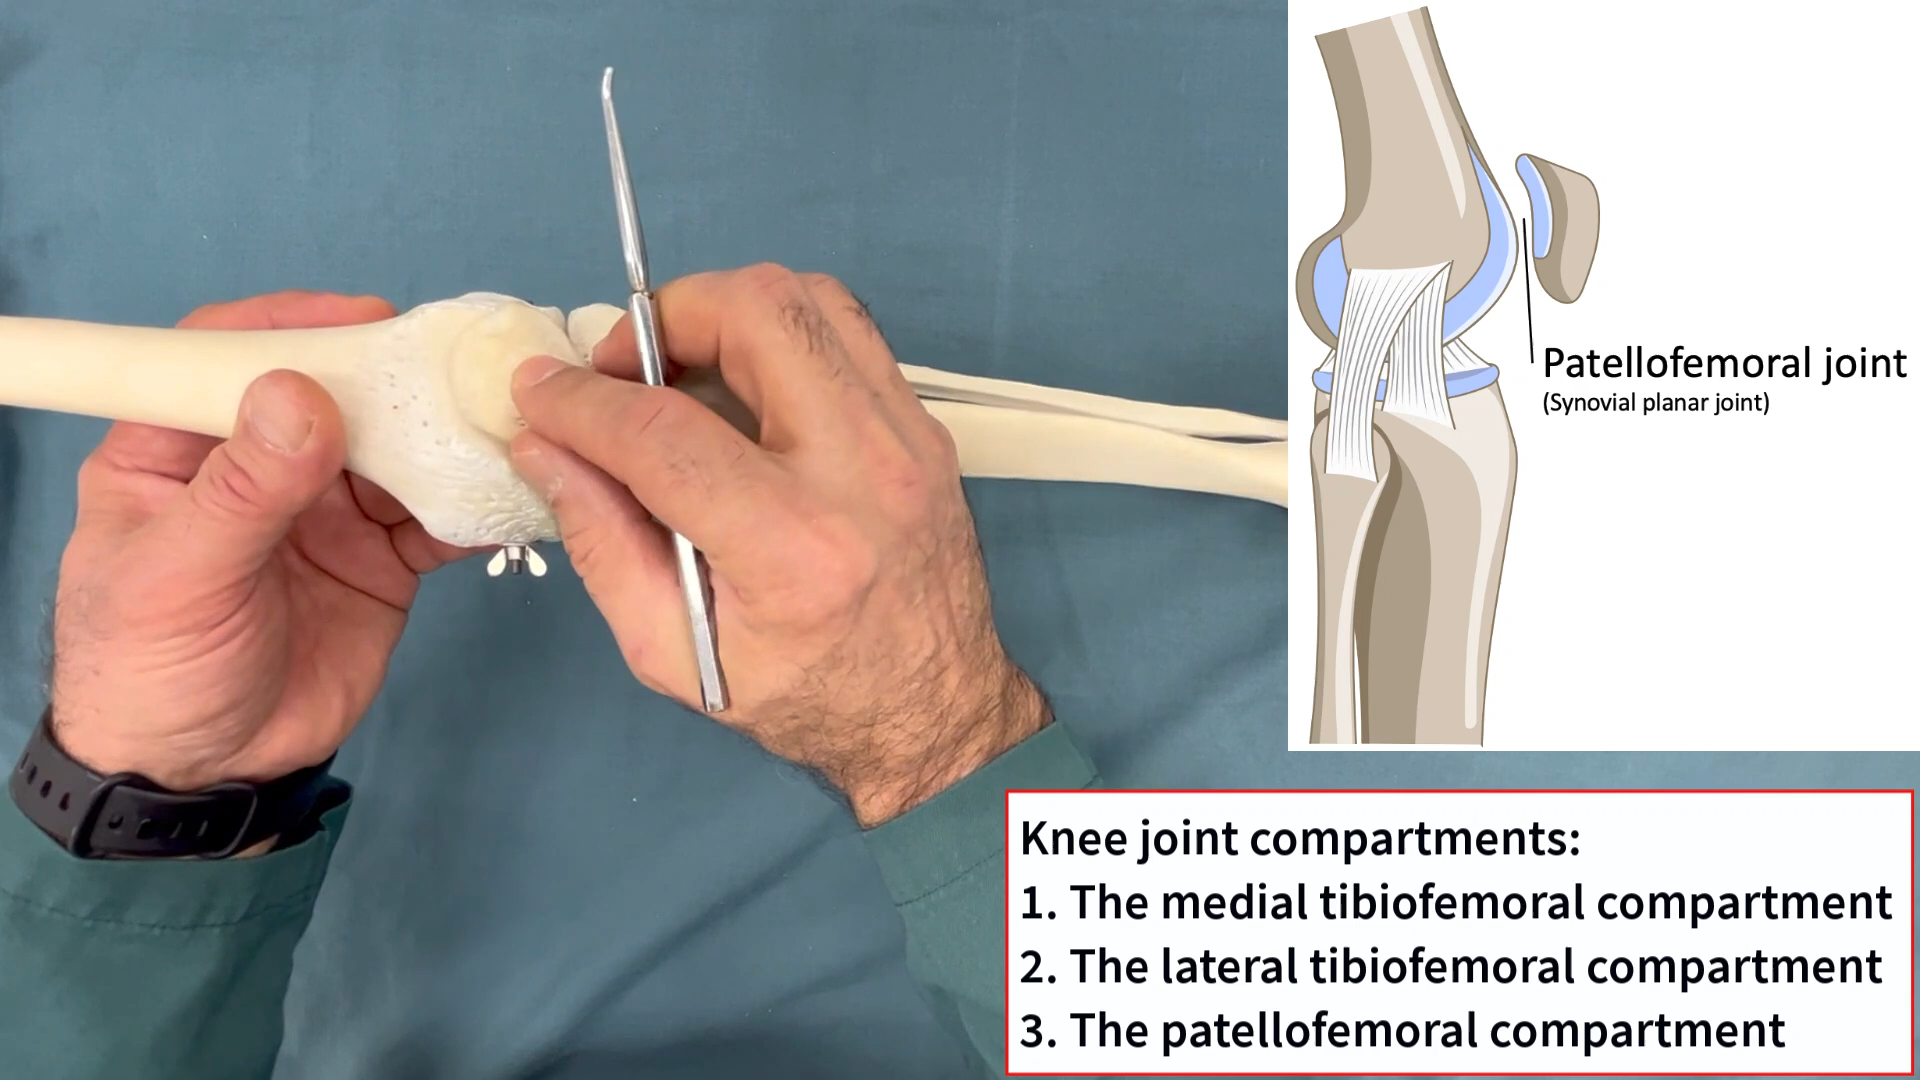 Patellofemoral joint
(Synovial planar joint)
Knee joint compartments:
1. The medial tibiofemoral compartment
2. The lateral tibiofemoral compartment
3. The patellofemoral compartment